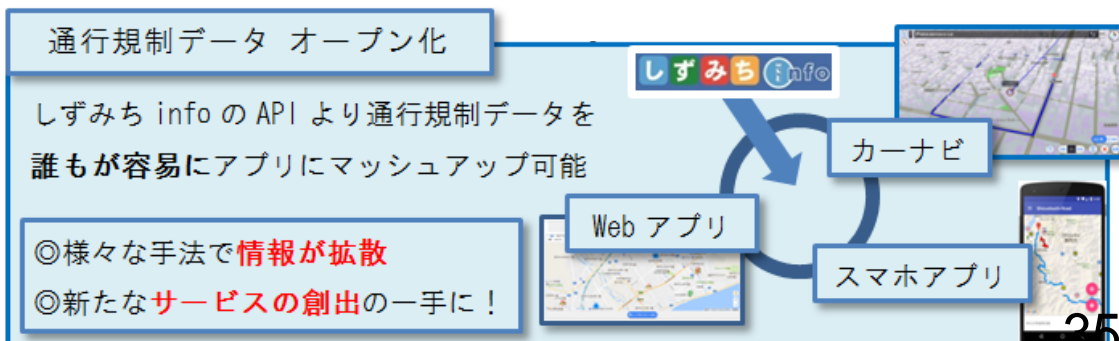 通行規制データ オープン化
しずみち info
しずみち info の API より通行規制データを
誰もが容易にアプリにマッシュアップ可能
カーナビ
Web アプリ
スマホアプリ
◎様々な手法で情報が拡散
◎新たなサービスの創出の一手に!
35